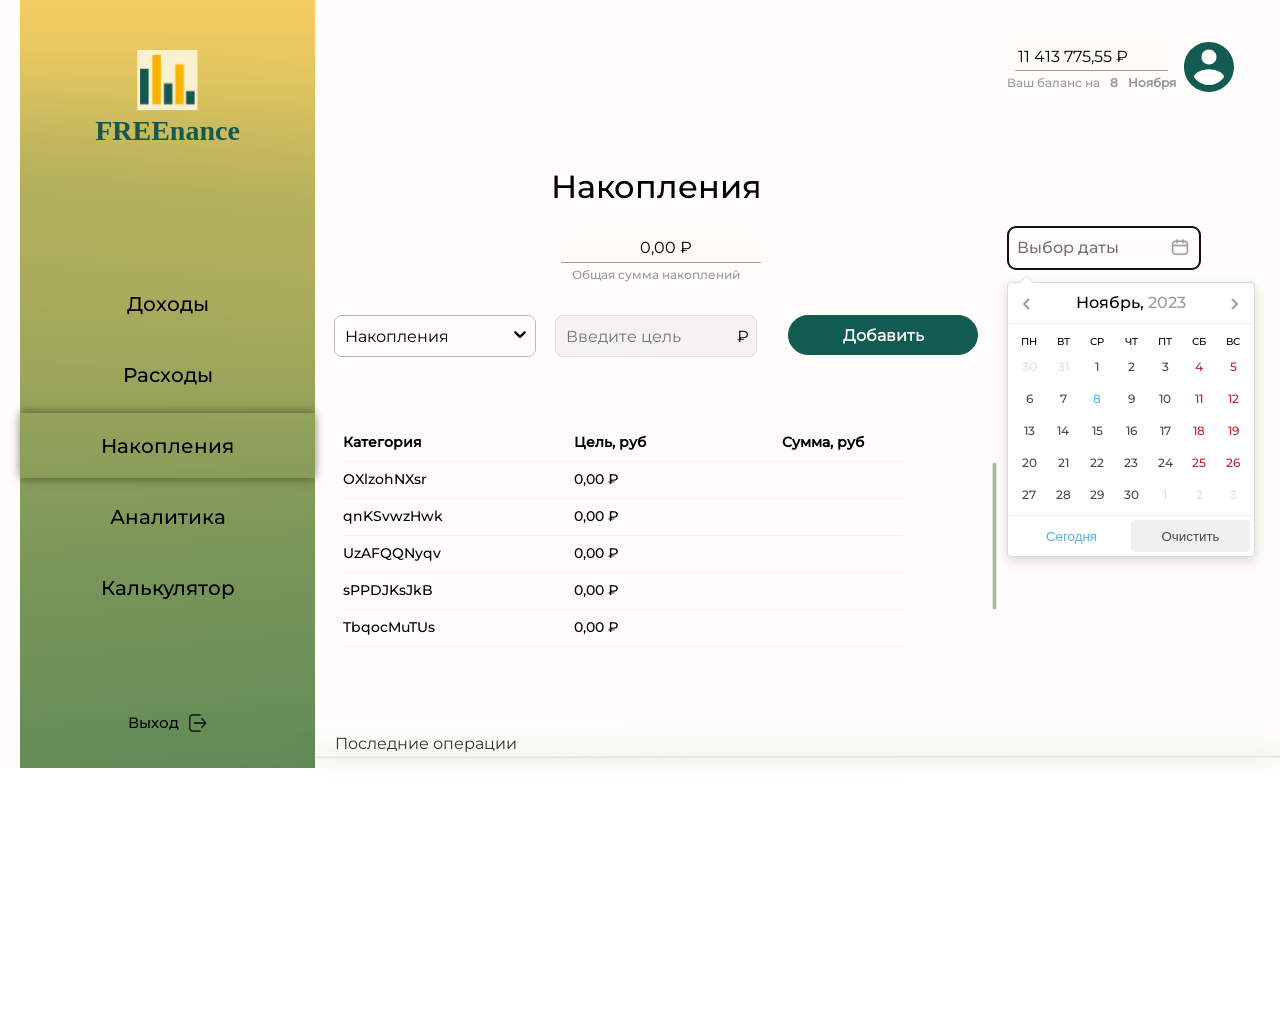 FREEnance
Доходы
Расходы
Накопления
Аналитика
Калькулятор
Выход
11 413 775,55 ₽
Ваш баланс на 8 Ноября
Накопления
0,00 ₽
Общая сумма накоплений
Накопления
Введите цель ₽
Добавить
Категория Цель, руб Сумма, руб
OXlzohNXsr 0,00 ₽
qnKSvwzHwk 0,00 ₽
UzAFQQNyqv 0,00 ₽
sPPDJKsJkB 0,00 ₽
TbqocMuTUs 0,00 ₽
Последние операции
Выбор даты
Ноябрь, 2023
ПН ВТ СР ЧТ ПТ СБ ВС
30 31 1 2 3 4 5
6 7 8 9 10 11 12
13 14 15 16 17 18 19
20 21 22 23 24 25 26
27 28 29 30 1 2 3
Сегодня Очистить